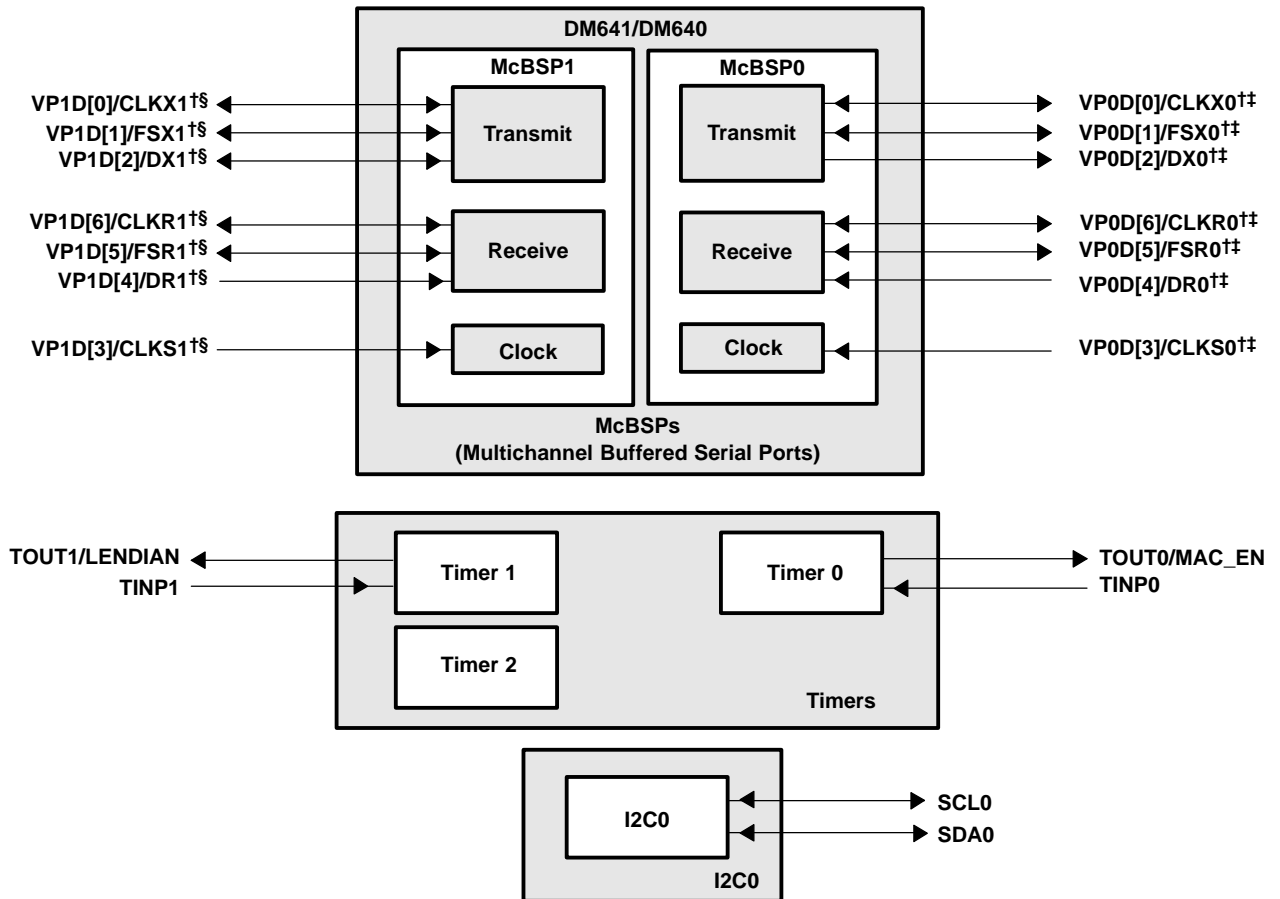 DM641/DM640
McBSP1
McBSP0
VP1D[0]/CLKX1†§
VP1D[1]/FSX1†§
VP1D[2]/DX1†§
Transmit
Transmit
VP0D[0]/CLKX0†‡
VP0D[1]/FSX0†‡
VP0D[2]/DX0†‡
VP1D[6]/CLKR1†§
VP1D[5]/FSR1†§
VP1D[4]/DR1†§
Receive
Receive
VP0D[6]/CLKR0†‡
VP0D[5]/FSR0†‡
VP0D[4]/DR0†‡
VP1D[3]/CLKS1†§
Clock
Clock
VP0D[3]/CLKS0†‡
McBSPs
(Multichannel Buffered Serial Ports)
TOUT1/LENDIAN
TINP1
Timer 1
Timer 0
TOUT0/MAC_EN
TINP0
Timer 2
Timers
I2C0
SCL0
SDA0
I2C0